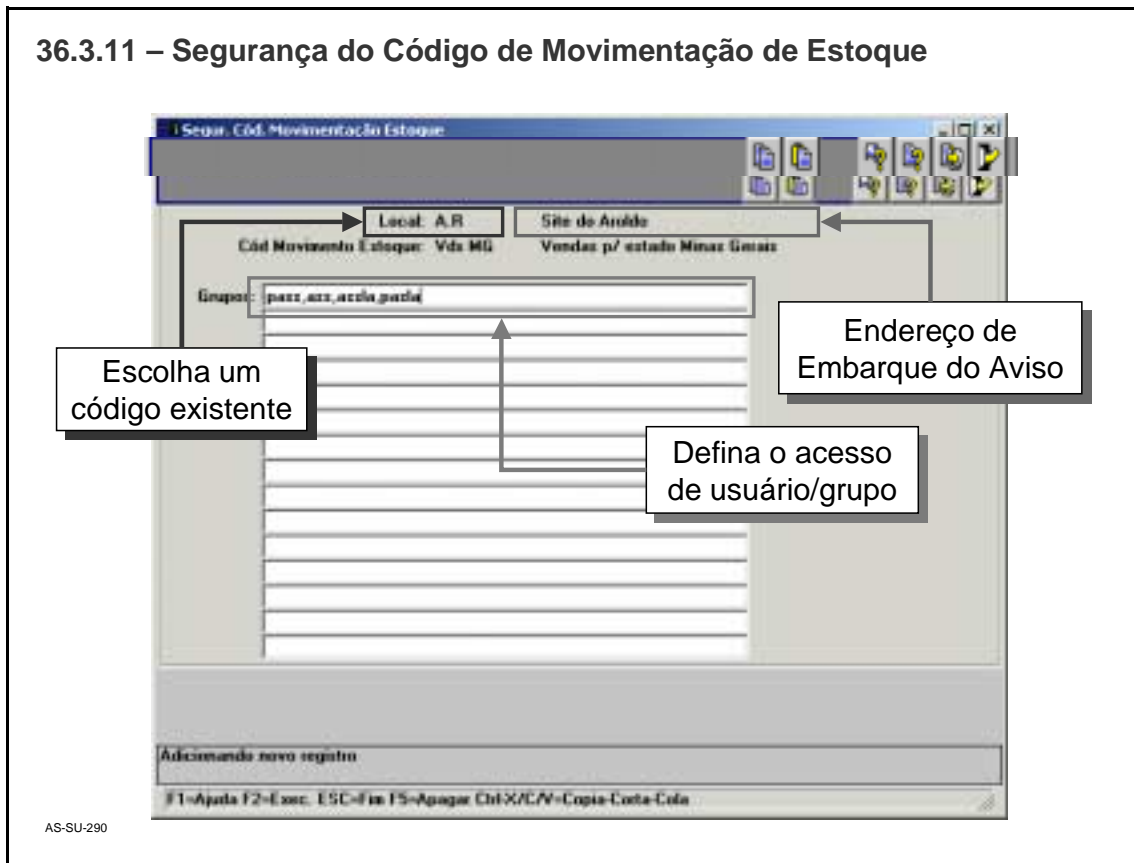 36.3.11 – Segurança do Código de Movimentação de Estoque
Segur. Cód. Movimentação Estoque
Local: A.R Site do Aroldo
Cód Movimento Estoque: Vds MG Vendas p/ estado Minas Gerais
Grupos:
Endereço de
Embarque do Aviso
Escolha um
código existente
Defina o acesso
de usuário/grupo
Adicionando novo registro
F1=Ajuda F2=Exec. ESC=Fim F5=Apagar Ctrl-X/C/V=Copia-Corta-Cola
AS-SU-290